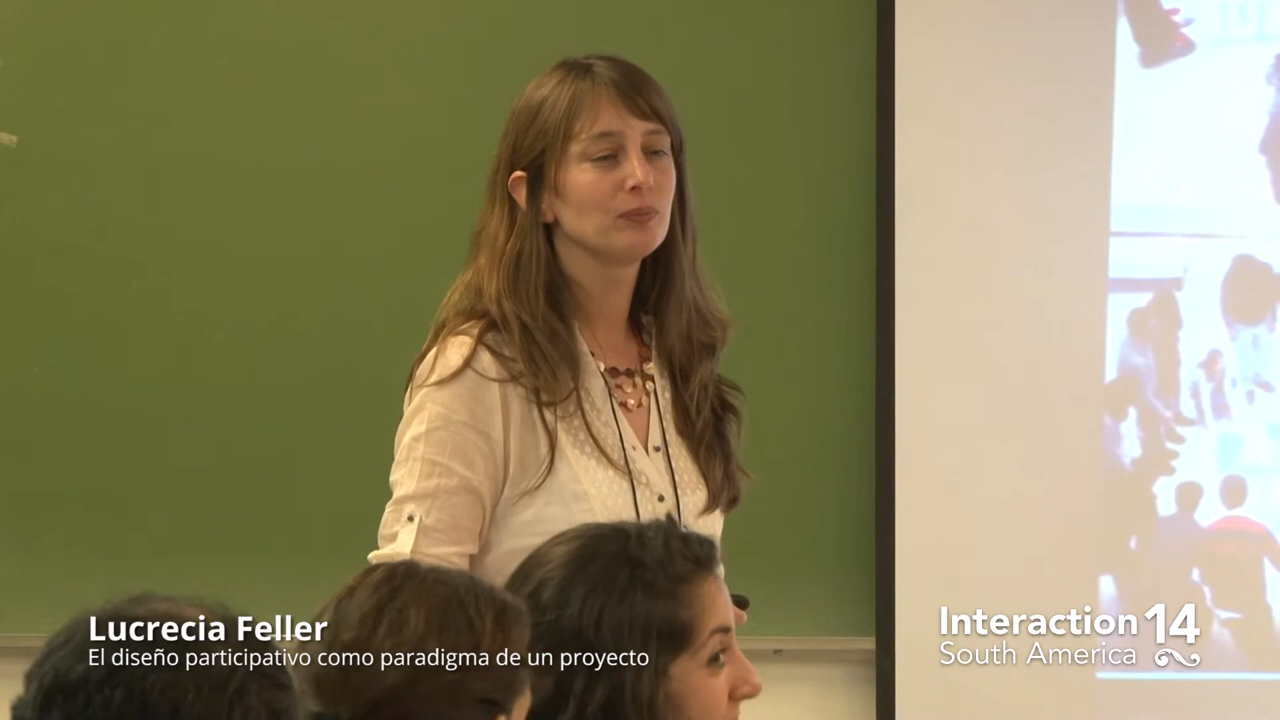 Lucrecia Feller
El diseño participativo como paradigma de un proyecto
Interaction 14
South America